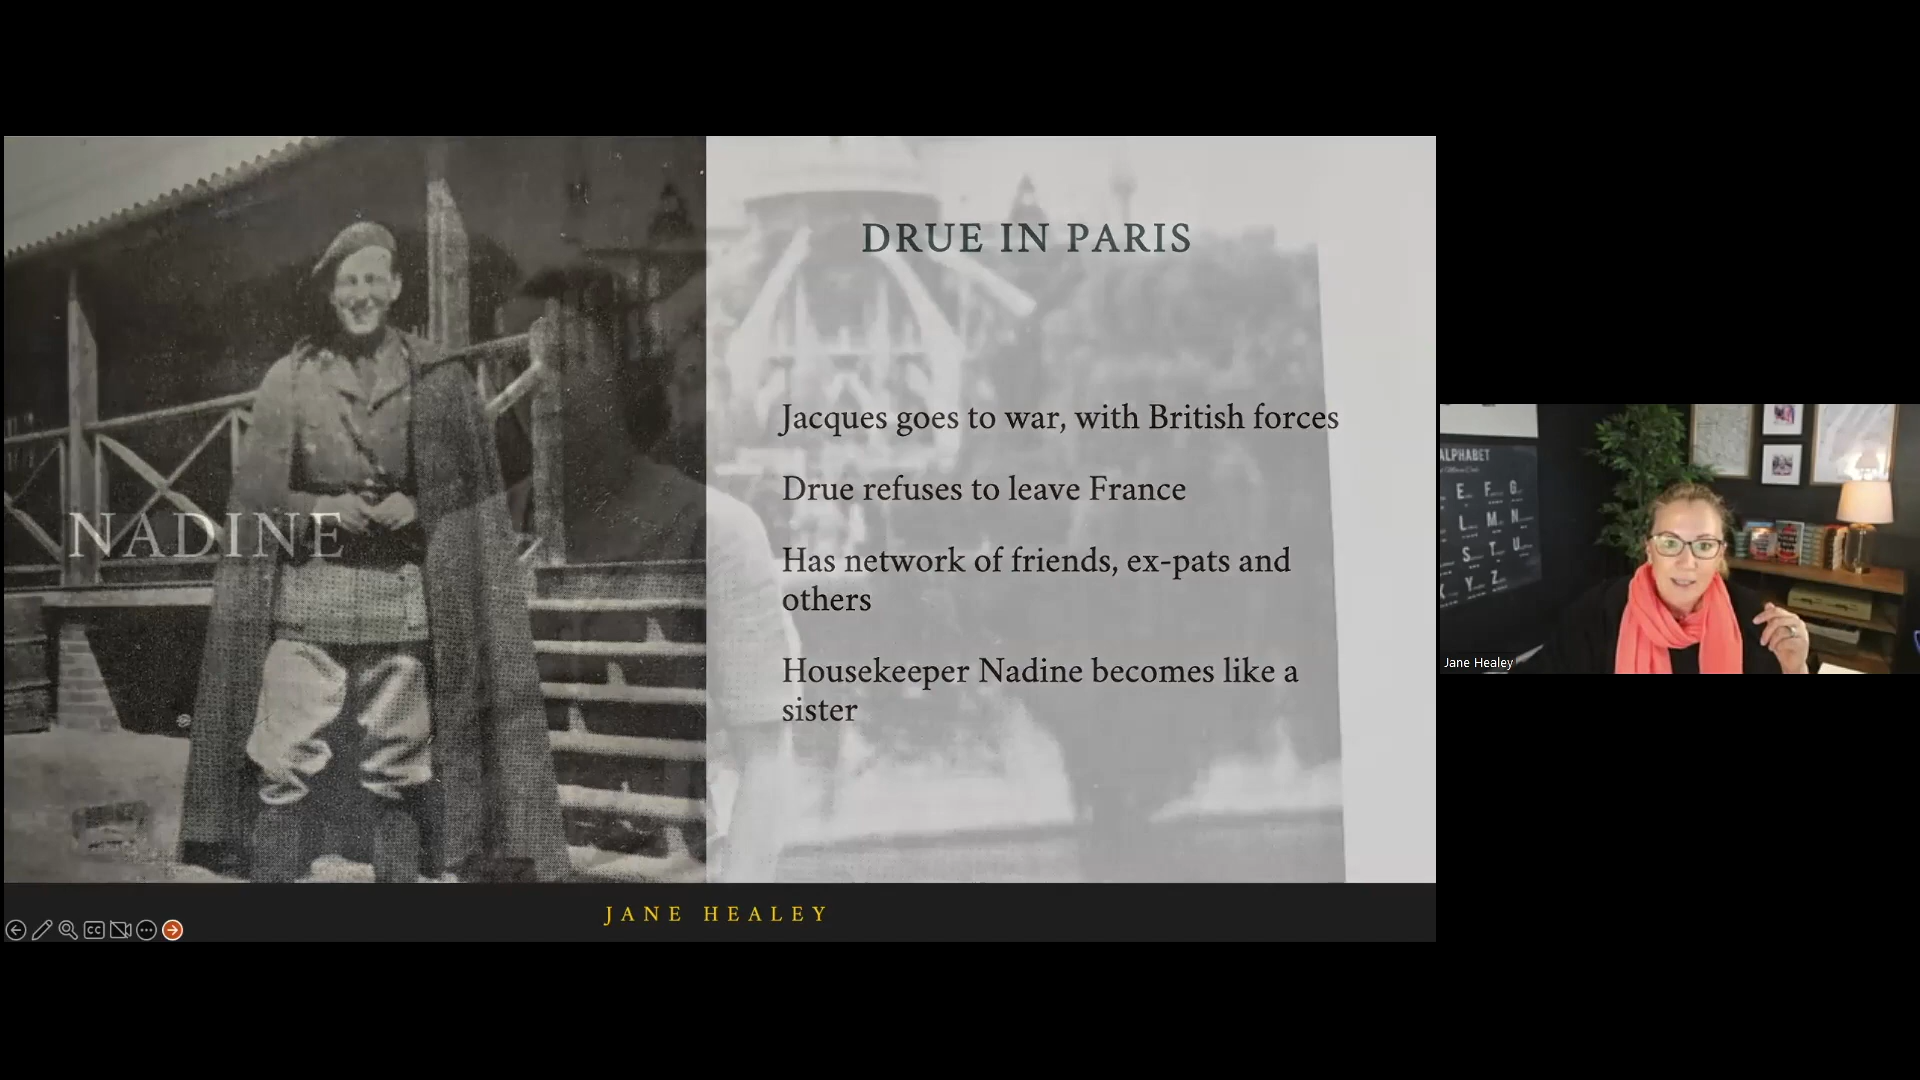 DRUE IN PARIS
NADINE
Jacques goes to war, with British forces
Drue refuses to leave France
Has network of friends, ex-pats and
others
Housekeeper Nadine becomes like a
sister
JANE HEALEY
CC
ALPHABET
E F G
L M N
S T U
X Y Z
Jane Healey